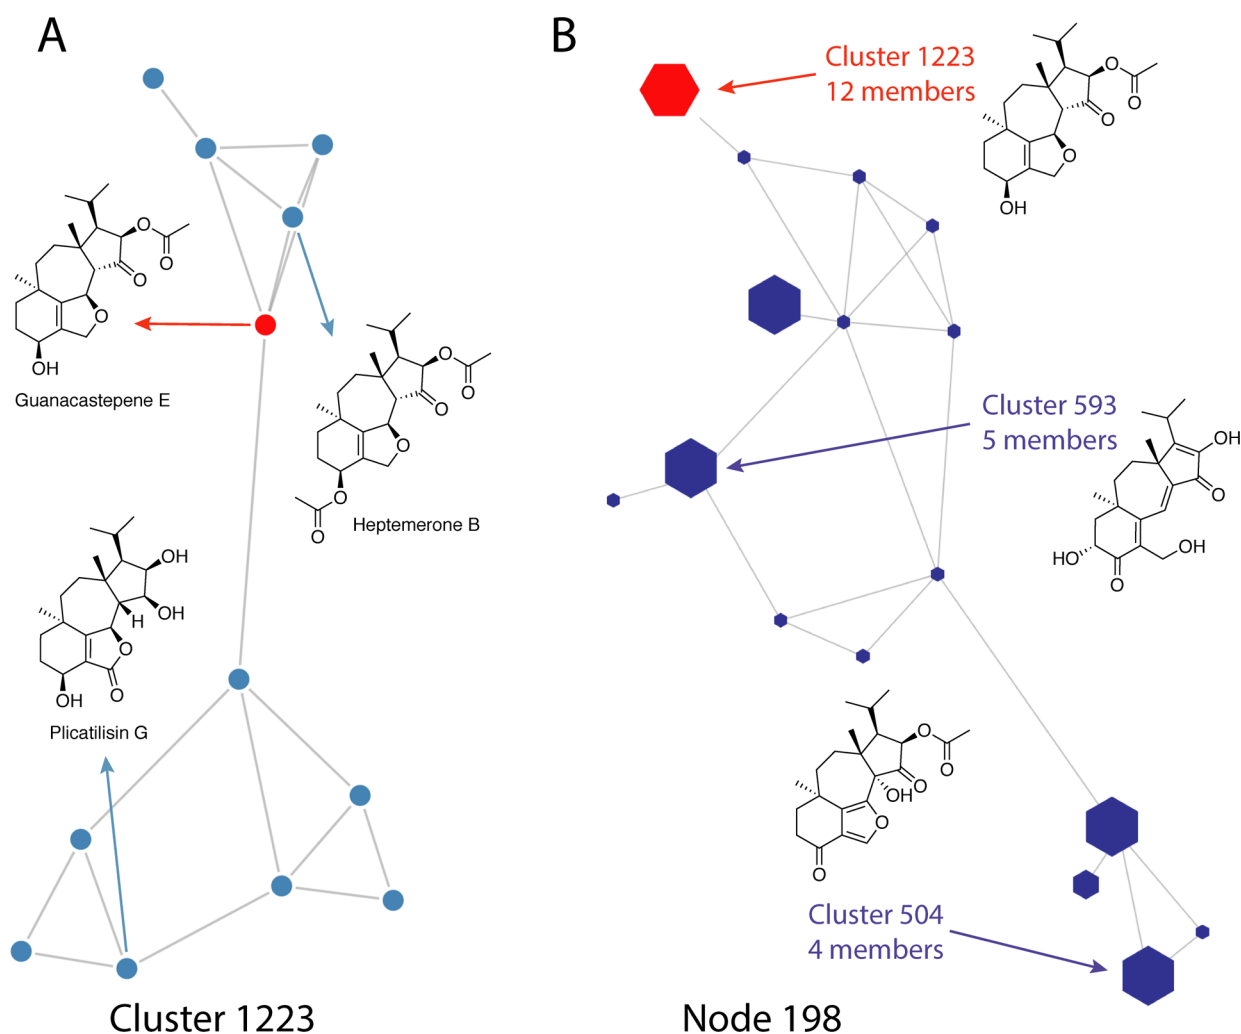 A
B
Cluster 1223
12 members
O
O
O
O
OH
O
O
O
O
OH
Guanacastepene E
O
O
O
O
O
O
Heptemerone B
Cluster 593
5 members
OH
O
OH
HO
O
OH
OH
H
O
O
OH
Plicatilisin G
O
O
O
OH
O
O
Cluster 504
4 members
Cluster 1223
Node 198